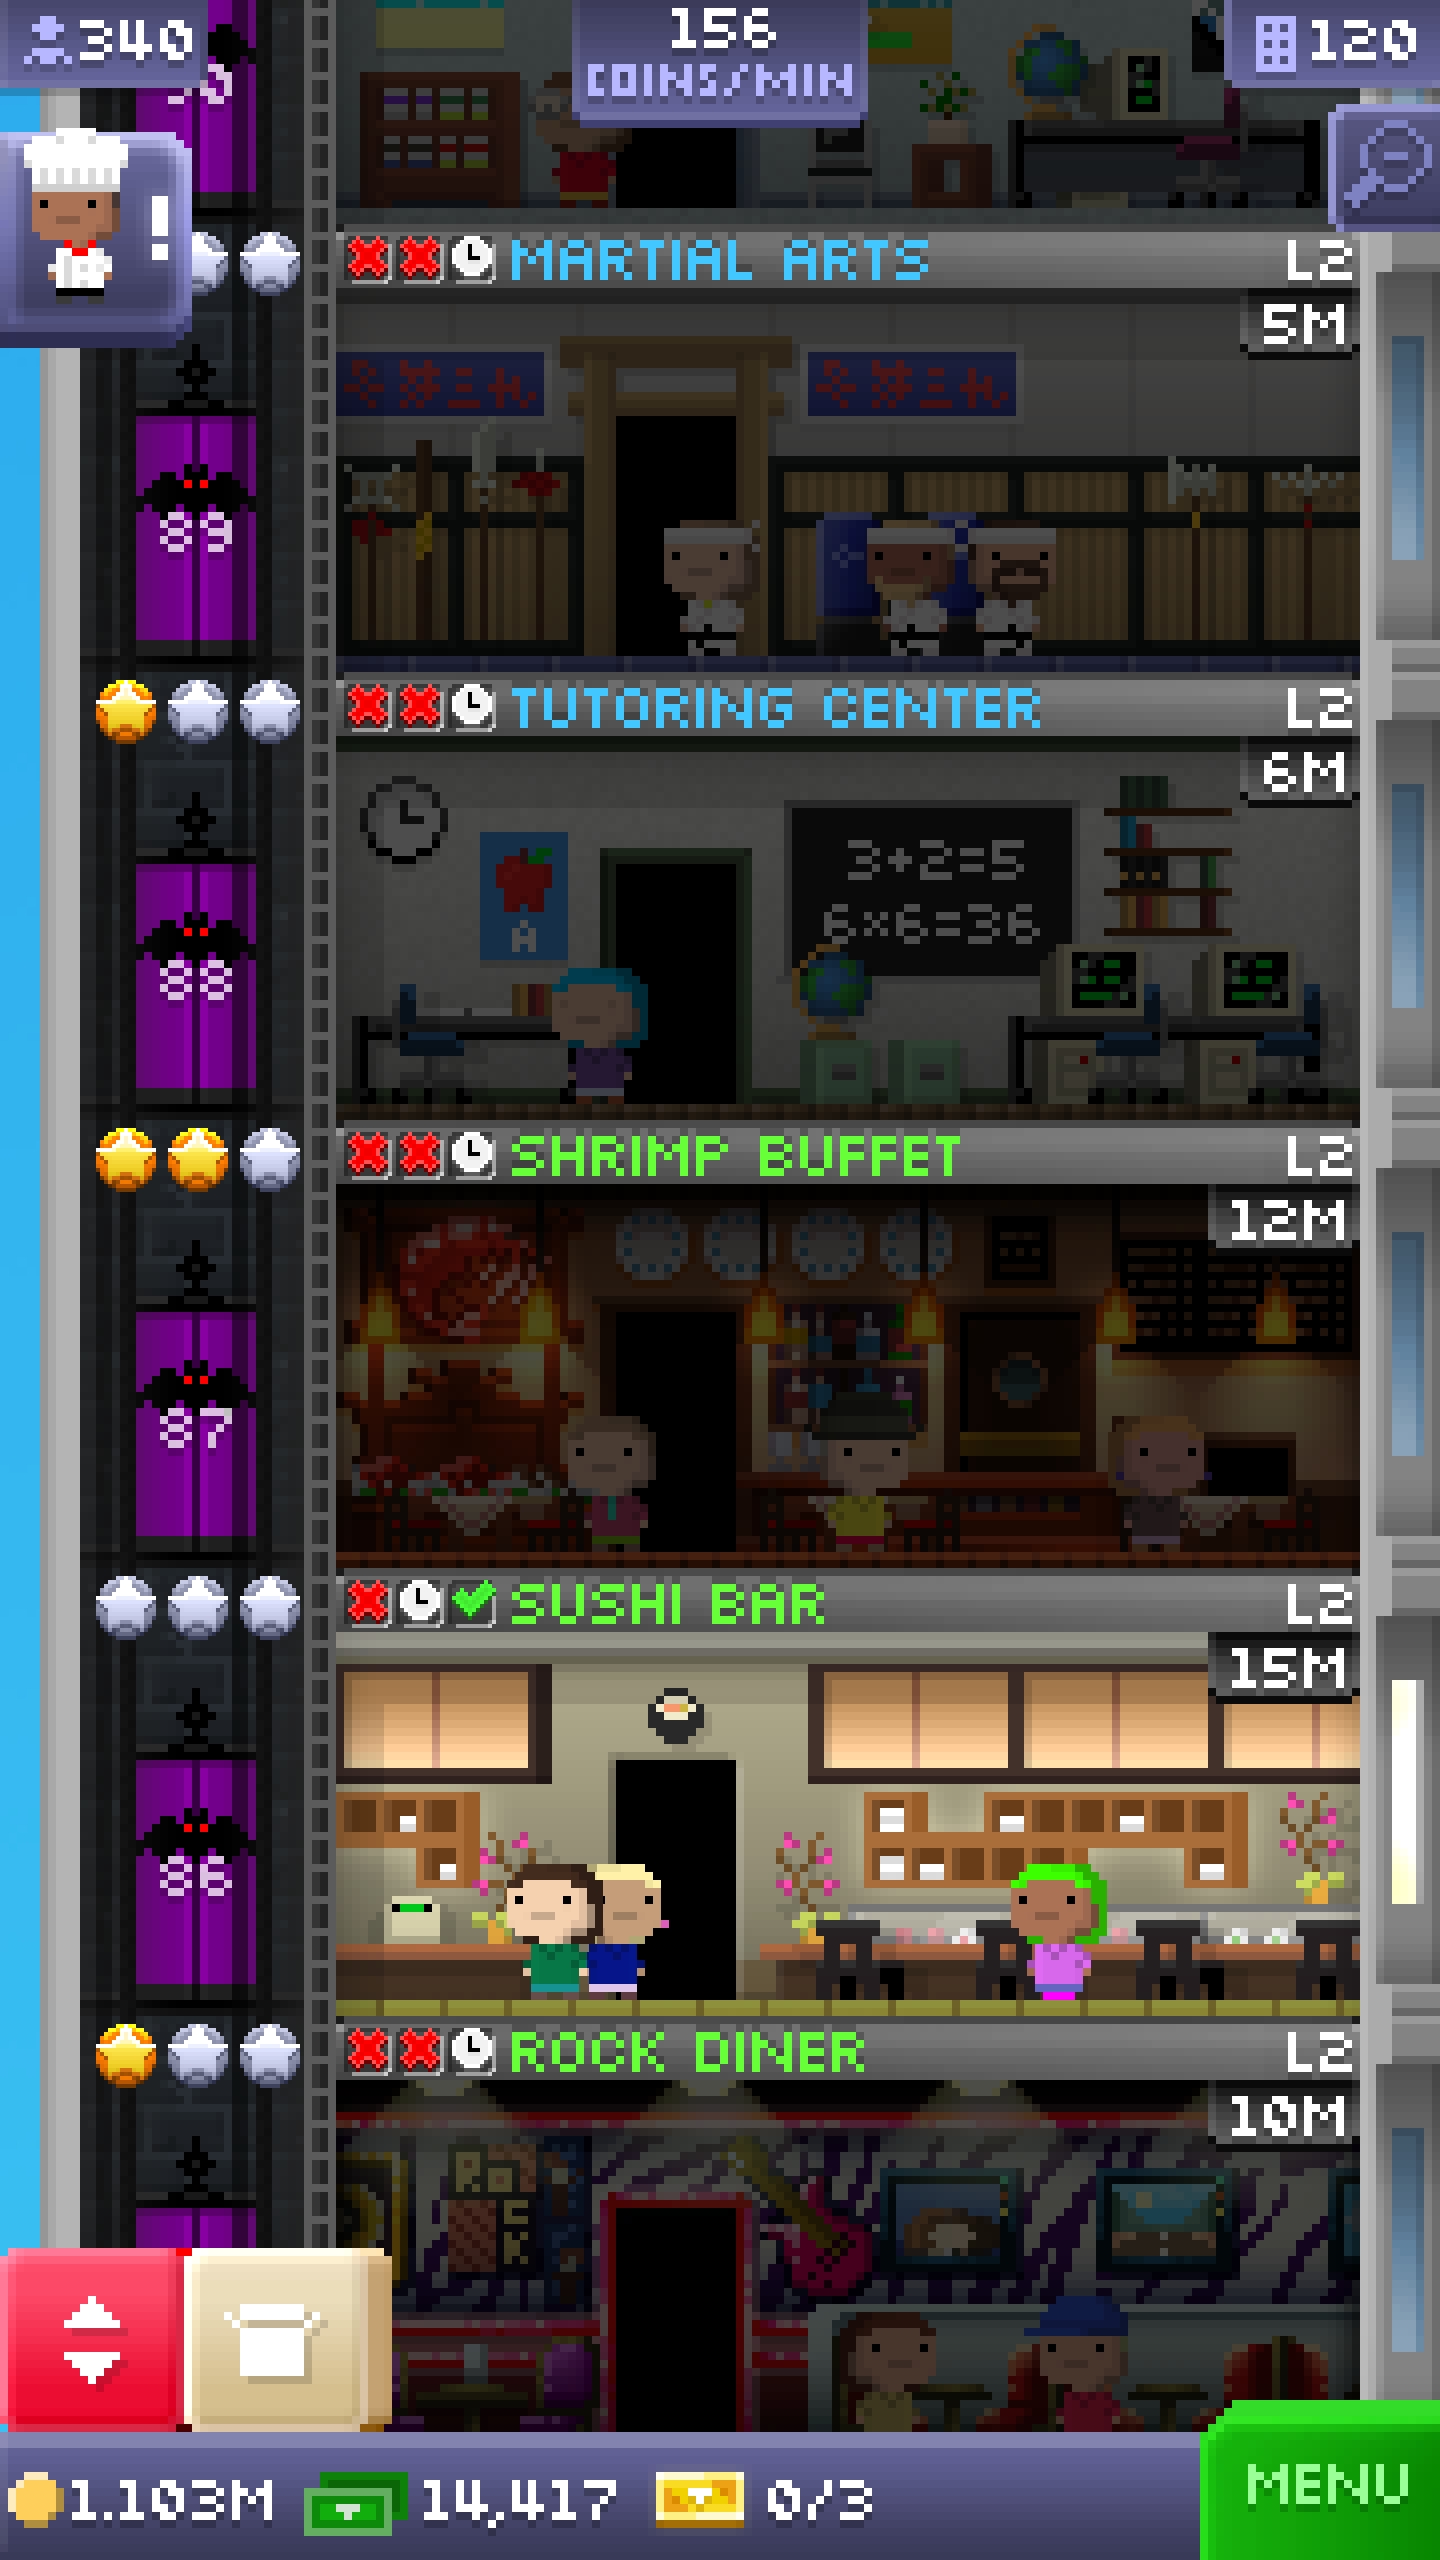 340
156
COINS/MIN
120
!
MARTIAL ARTS
L2
5M
89
TUTORING CENTER
L2
6M
3+2=5
6×6=36
A
88
SHRIMP BUFFET
L2
12M
87
SUSHI BAR
L2
15M
86
ROCK DINER
L2
10M
1.103M
14,417
0/3
MENU